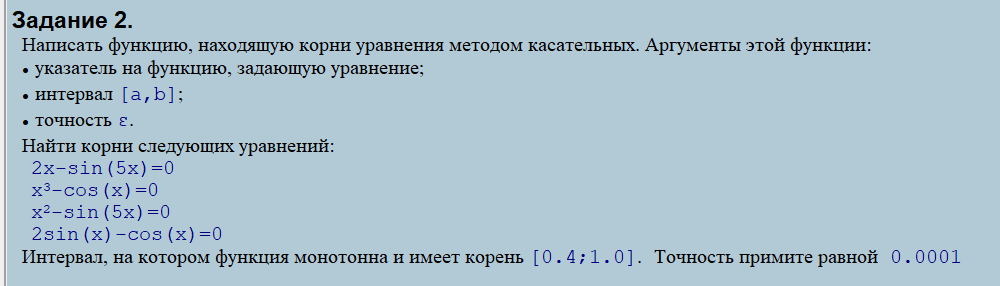 Задание 2.
Написать функцию, находящую корни уравнения методом касательных. Аргументы этой функции:
• указатель на функцию, задающую уравнение;
• интервал [a,b];
• точность ε.
Найти корни следующих уравнений:
2x-sin(5x)=0
x³-cos(x)=0
x²-sin(5x)=0
2sin(x)-cos(x)=0
Интервал, на котором функция монотонна и имеет корень [0.4;1.0]. Точность примите равной 0.0001